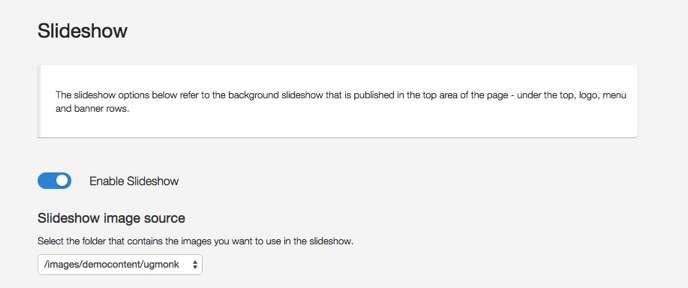 Slideshow
The slideshow options below refer to the background slideshow that is published in the top area of the page - under the top, logo, menu
and banner rows.
Enable Slideshow
Slideshow image source
Select the folder that contains the images you want to use in the slideshow.
/images/democontent/ugmonk